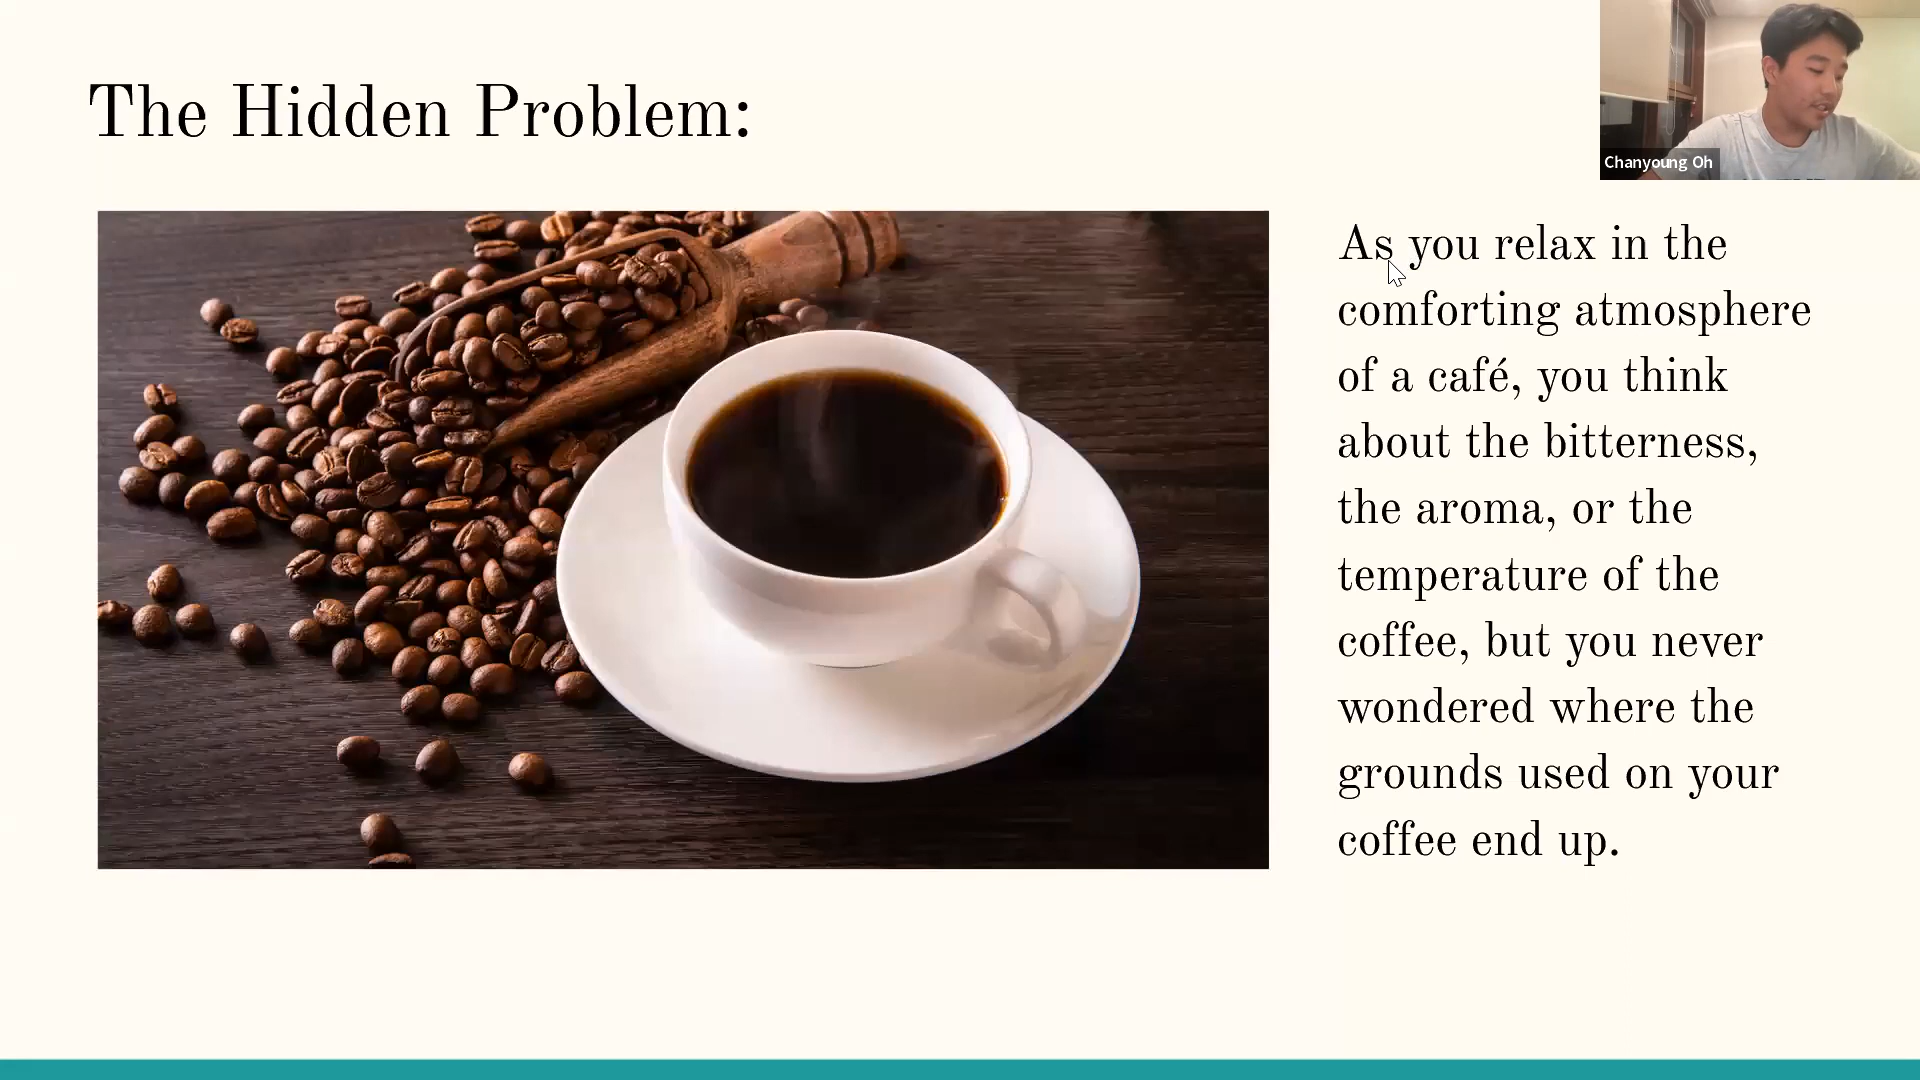 The Hidden Problem:
Chanyoung Oh
As you relax in the
comforting atmosphere
of a café, you think
about the bitterness,
the aroma, or the
temperature of the
coffee, but you never
wondered where the
grounds used on your
coffee end up.